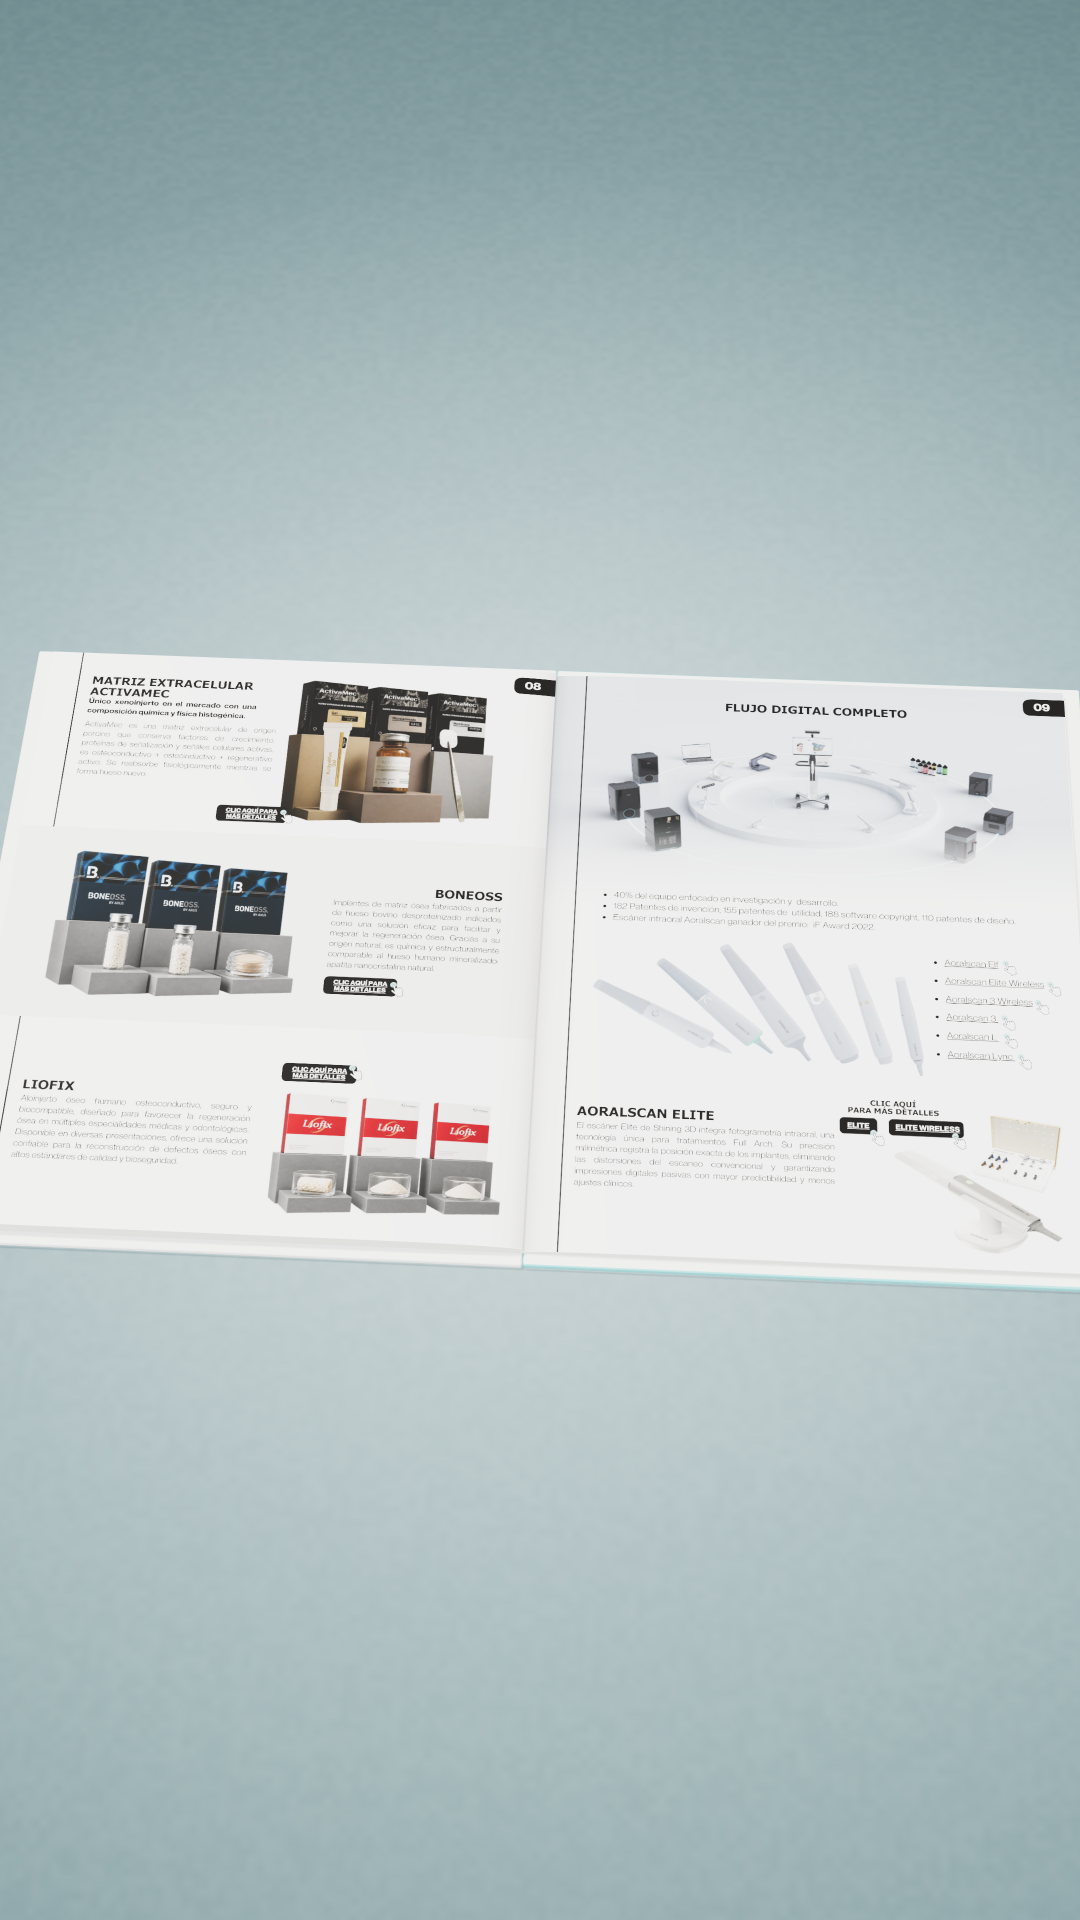 MATRIZ EXTRACELULAR
ACTIVAMEC
Único xenoinjerto en el mercado con una
composición química y física histogénica.
ActivaMec es una matriz extracelular de origen
porcino que conserva factores de crecimiento,
proteínas de señalización y señales celulares activas;
es osteoconductivo + osteoinductivo + regenerativo
activo. Se reabsorbe fisiológicamente mientras se
forma hueso nuevo.
CLIC AQUÍ PARA
MÁS DETALLES
ActivaMec
ActivaMec
ActivaMec
08
BONEOSS
BONEOSS
BONEOSS
BONEOSS
Implantes de matriz ósea fabricados a partir
de hueso bovino desproteinizado indicados
como una solución eficaz para facilitar y
mejorar la regeneración ósea. Gracias a su
origen natural, es química y estructuralmente
comparable al hueso humano mineralizado
apatita nanocristalina natural.
CLIC AQUÍ PARA
MÁS DETALLES
LIOFIX
Aloinjerto óseo humano osteoconductivo, seguro y
biocompatible, diseñado para favorecer la regeneración
ósea en múltiples especialidades médicas y odontológicas.
Disponible en diversas presentaciones, ofrece una solución
confiable para la reconstrucción de defectos óseos con
altos estándares de calidad y bioseguridad.
CLIC AQUÍ PARA
MÁS DETALLES
Liofix
Liofix
Liofix
FLUJO DIGITAL COMPLETO
09
• 40% del equipo enfocado en investigación y desarrollo.
• 162 Patentes de invención, 155 patentes de utilidad, 186 software copyright, 110 patentes de diseño.
• Escáner intraoral Aoralscan ganador del premio iF Award 2022.
• Aoralscan Elf
• Aoralscan Elite Wireless
• Aoralscan 3 Wireless
• Aoralscan 3
• Aoralscan L
• Aoralscan Lync
AORALSCAN ELITE
El escáner Elite de Shining 3D integra fotogrametría intraoral, una
tecnología única para tratamientos Full Arch. Su precisión
milimétrica registra la posición exacta de los implantes, eliminando
las distorsiones del escaneo convencional y garantizando
impresiones digitales pasivas con mayor predictibilidad y menos
ajustes clínicos.
CLIC AQUÍ
PARA MÁS DETALLES
ELITE
ELITE WIRELESS